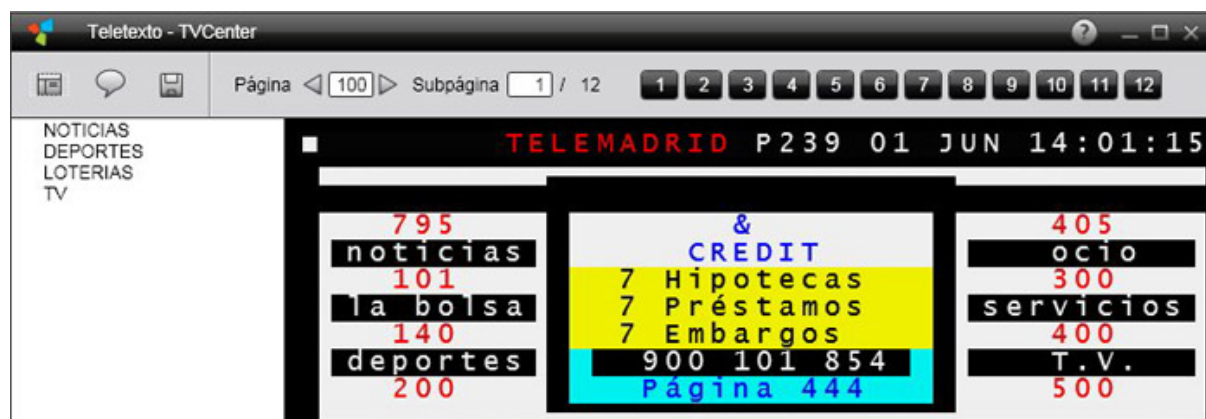 Teletexto - TVCenter
?
Página 100 Subpágina 1 / 12 1 2 3 4 5 6 7 8 9 10 11 12
NOTICIAS
DEPORTES
LOTERIAS
TV
TELEMADRID P239 01 JUN 14:01:15
795 & 405
noticias CREDIT ocio
101 7 Hipotecas 300
la bolsa 7 Préstamos servicios
140 7 Embargos 400
deportes 900 101 854 T.V.
200 Página 444 500